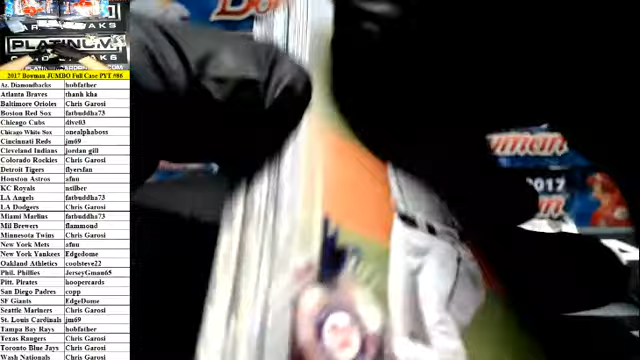 PLATINUM
2017 Bowman JUMBO Full Case PYT #86
Az. Diamondbacks bobfather
Atlanta Braves thanh kha
Baltimore Orioles Chris Garosi
Boston Red Sox fatbuddha73
Chicago Cubs dive03
Chicago White Sox onealphaboss
Cincinnati Reds jm69
Cleveland Indians jordan gill
Colorado Rockies Chris Garosi
Detroit Tigers flyersfan
Houston Astros afnu
KC Royals nsilber
LA Angels fatbuddha73
LA Dodgers Chris Garosi
Miami Marlins fatbuddha73
Mil Brewers flammond
Minnesota Twins Chris Garosi
New York Mets afnu
New York Yankees Edgedome
Oakland Athletics coolsteve22
Phil. Phillies JerseyGman65
Pitt. Pirates hoopercards
San Diego Padres copp
SF Giants EdgeDome
Seattle Mariners Chris Garosi
St. Louis Cardinals jm69
Tampa Bay Rays bobfather
Texas Rangers Chris Garosi
Toronto Blue Jays Chris Garosi
Wash Nationals Chris Garosi
2017